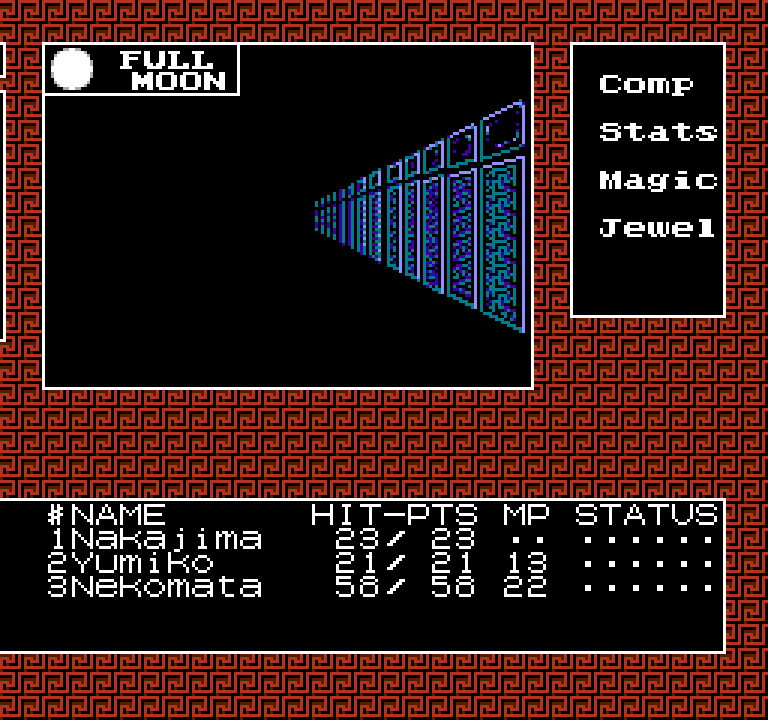 FULL
MOON
Comp
Stats
Magic
Jewel
#NAME HIT-PTS MP STATUS
1Nakajima 23/ 23 .. ......
2Yumiko 21/ 21 13 ......
3Nekomata 58/ 58 22 ......